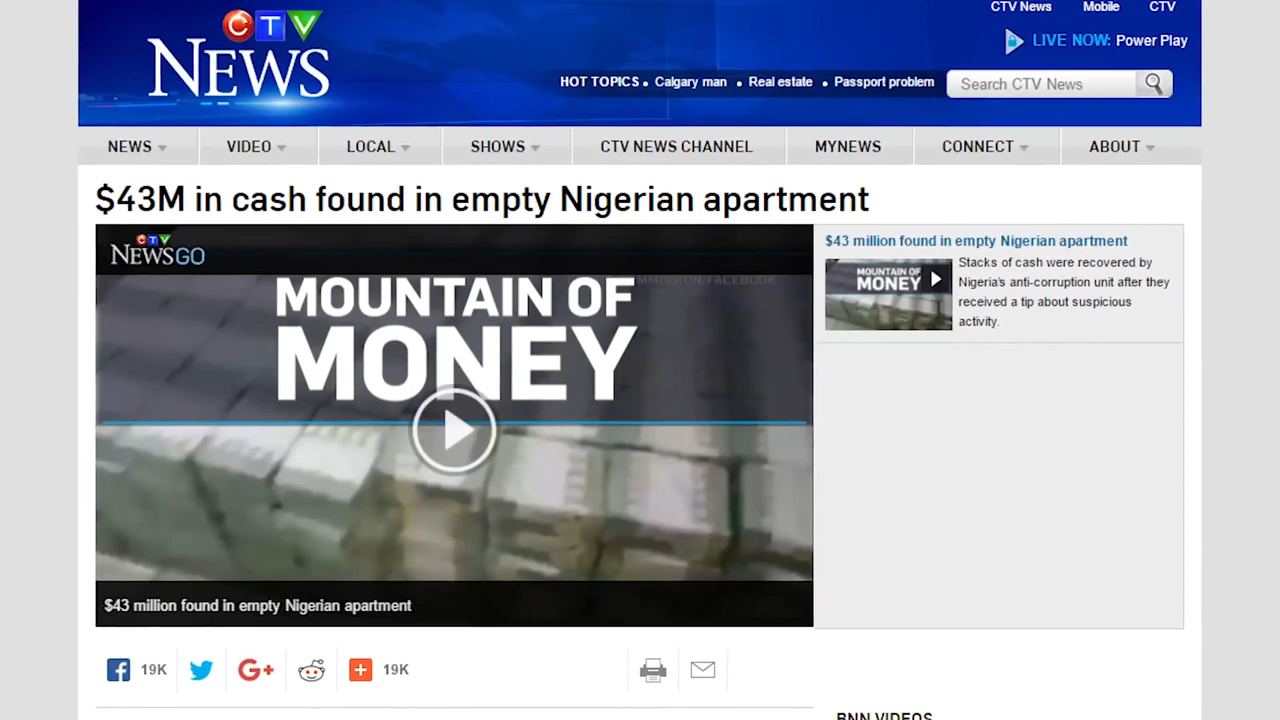 CTV News Mobile CTV
CTV
NEWS
LIVE NOW: Power Play
HOT TOPICS • Calgary man • Real estate • Passport problem
Search CTV News
NEWS VIDEO LOCAL SHOWS CTV NEWS CHANNEL MYNEWS CONNECT ABOUT
$43M in cash found in empty Nigerian apartment
CTV
NEWSGO
MMISSION/FACEBOOK
MOUNTAIN OF
MONEY
$43 million found in empty Nigerian apartment
$43 million found in empty Nigerian apartment
MOUNTAIN OF
MONEY
Stacks of cash were recovered by
Nigeria's anti-corruption unit after they
received a tip about suspicious
activity.
19K
G+
19K
BNN VIDEOS